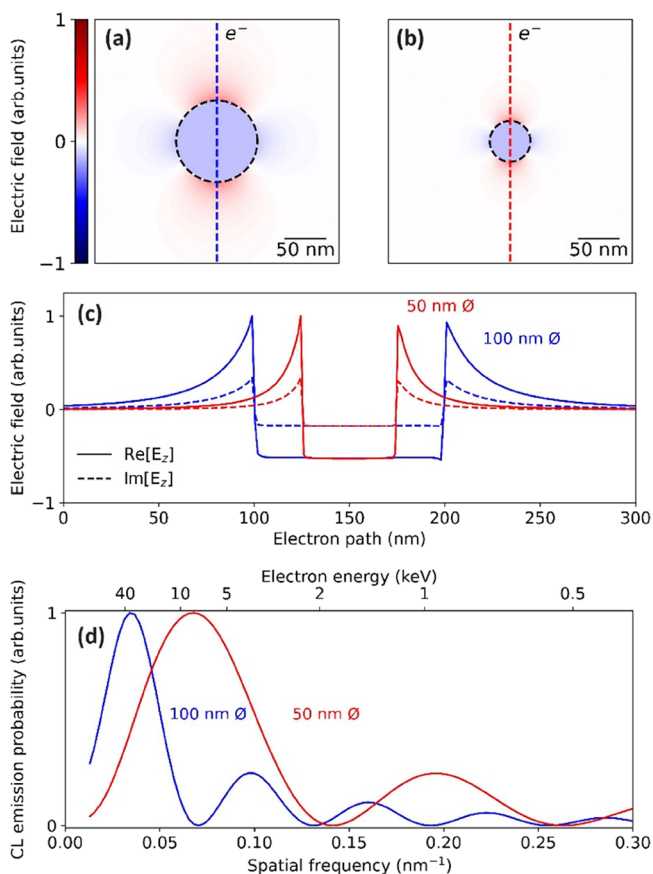 Electric field (arb.units)
1
0
−1
(a)
e−
50 nm
(b)
e−
50 nm
Electric field (arb.units)
1
0
−1
(c)
50 nm Ø
100 nm Ø
Re[Ez]
Im[Ez]
0 50 100 150 200 250 300
Electron path (nm)
Electron energy (keV)
40 10 5 2 1 0.5
CL emission probability (arb.units)
1
0
(d)
100 nm Ø
50 nm Ø
0.00 0.05 0.10 0.15 0.20 0.25 0.30
Spatial frequency (nm−1)